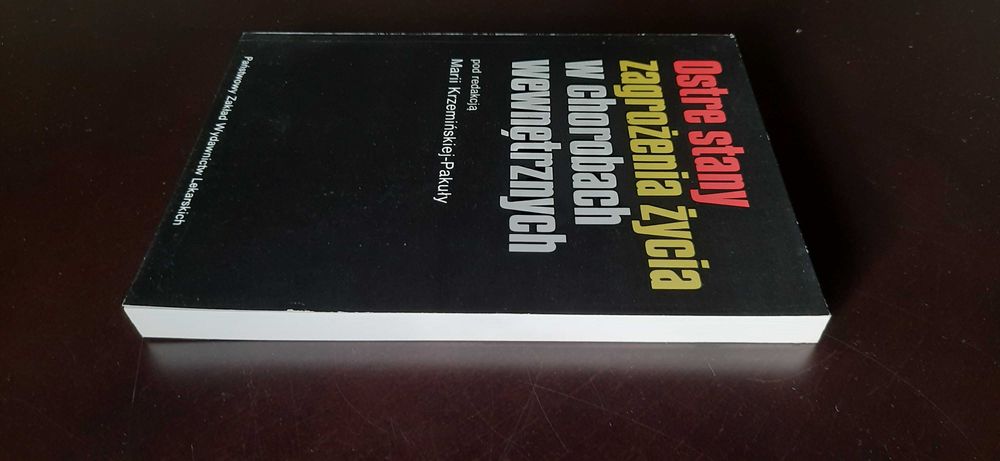 Ostre stany
zagrożenia życia
w chorobach
wewnętrznych
pod redakcją
Marii Krzemińskiej-Pakuły
Państwowy Zakład Wydawnictw Lekarskich